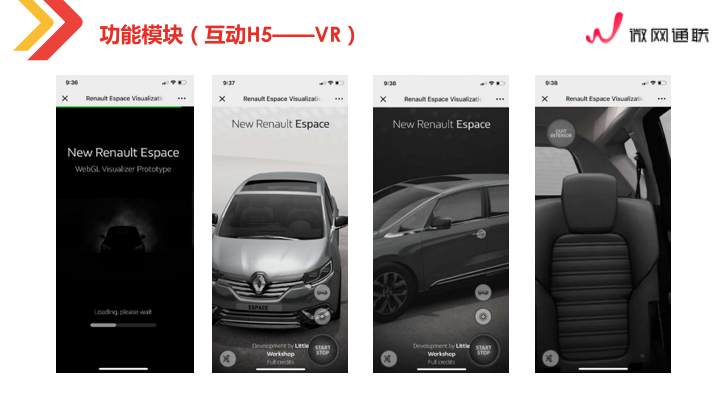 功能模块（互动H5——VR）
微网通联
9:36
Renault Espace Visualizatio
New Renault Espace
WebGL Visualizer Prototype
Loading, please wait
9:37
Renault Espace Visualizatio
New Renault Espace
ESPACE
Development by Little
Workshop
Full credits
START
STOP
9:38
Renault Espace Visualizatio
New Renault Espace
Development by Little
Workshop
Full credits
START
STOP
9:38
Renault Espace Visualizatio
QUIT
INTERIOR